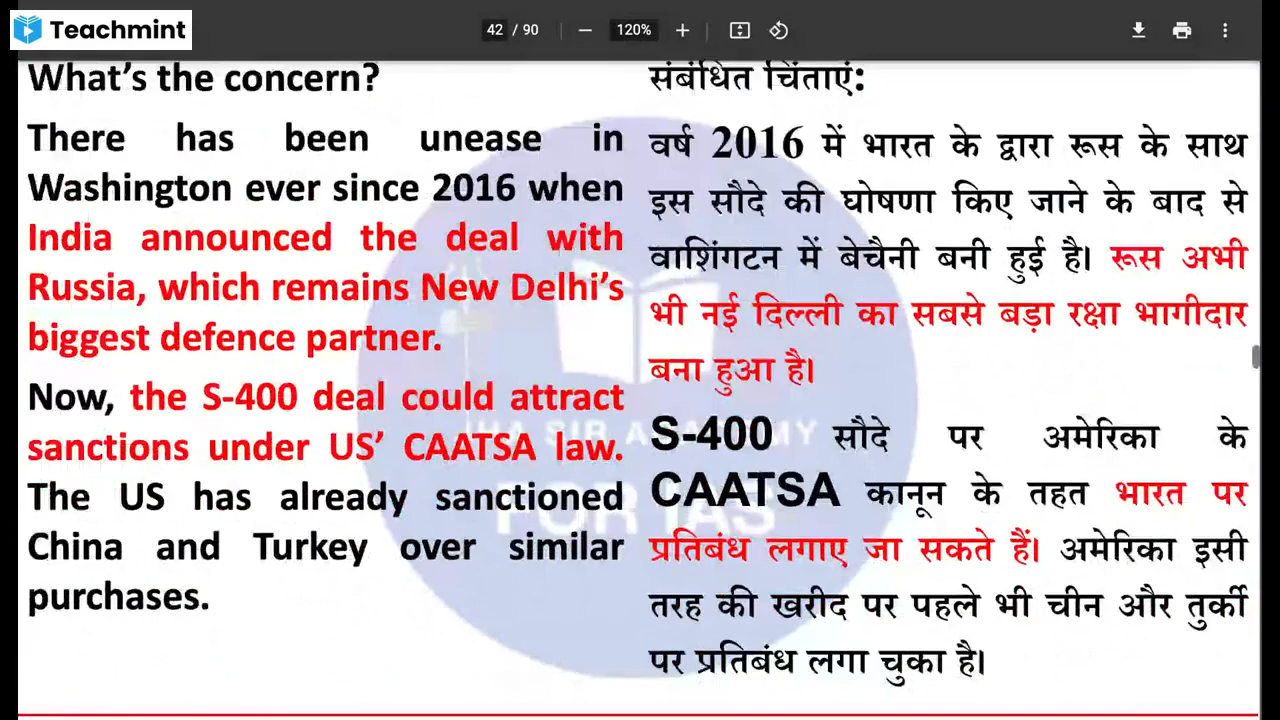 Teachmint
42 / 90
120%
What's the concern?
There has been unease in
Washington ever since 2016 when
India announced the deal with
Russia, which remains New Delhi's
biggest defence partner.
Now, the S-400 deal could attract
sanctions under US' CAATSA law.
The US has already sanctioned
China and Turkey over similar
purchases.
संबंधित चिंताएं:
वर्ष 2016 में भारत के द्वारा रूस के साथ
इस सौदे की घोषणा किए जाने के बाद से
वाशिंगटन में बेचैनी बनी हुई है। रूस अभी
भी नई दिल्ली का सबसे बड़ा रक्षा भागीदार
बना हुआ है।
S-400 सौदे पर अमेरिका के
CAATSA कानून के तहत भारत पर
प्रतिबंध लगाए जा सकते हैं। अमेरिका इसी
तरह की खरीद पर पहले भी चीन और तुर्की
पर प्रतिबंध लगा चुका है।
FOR IAS